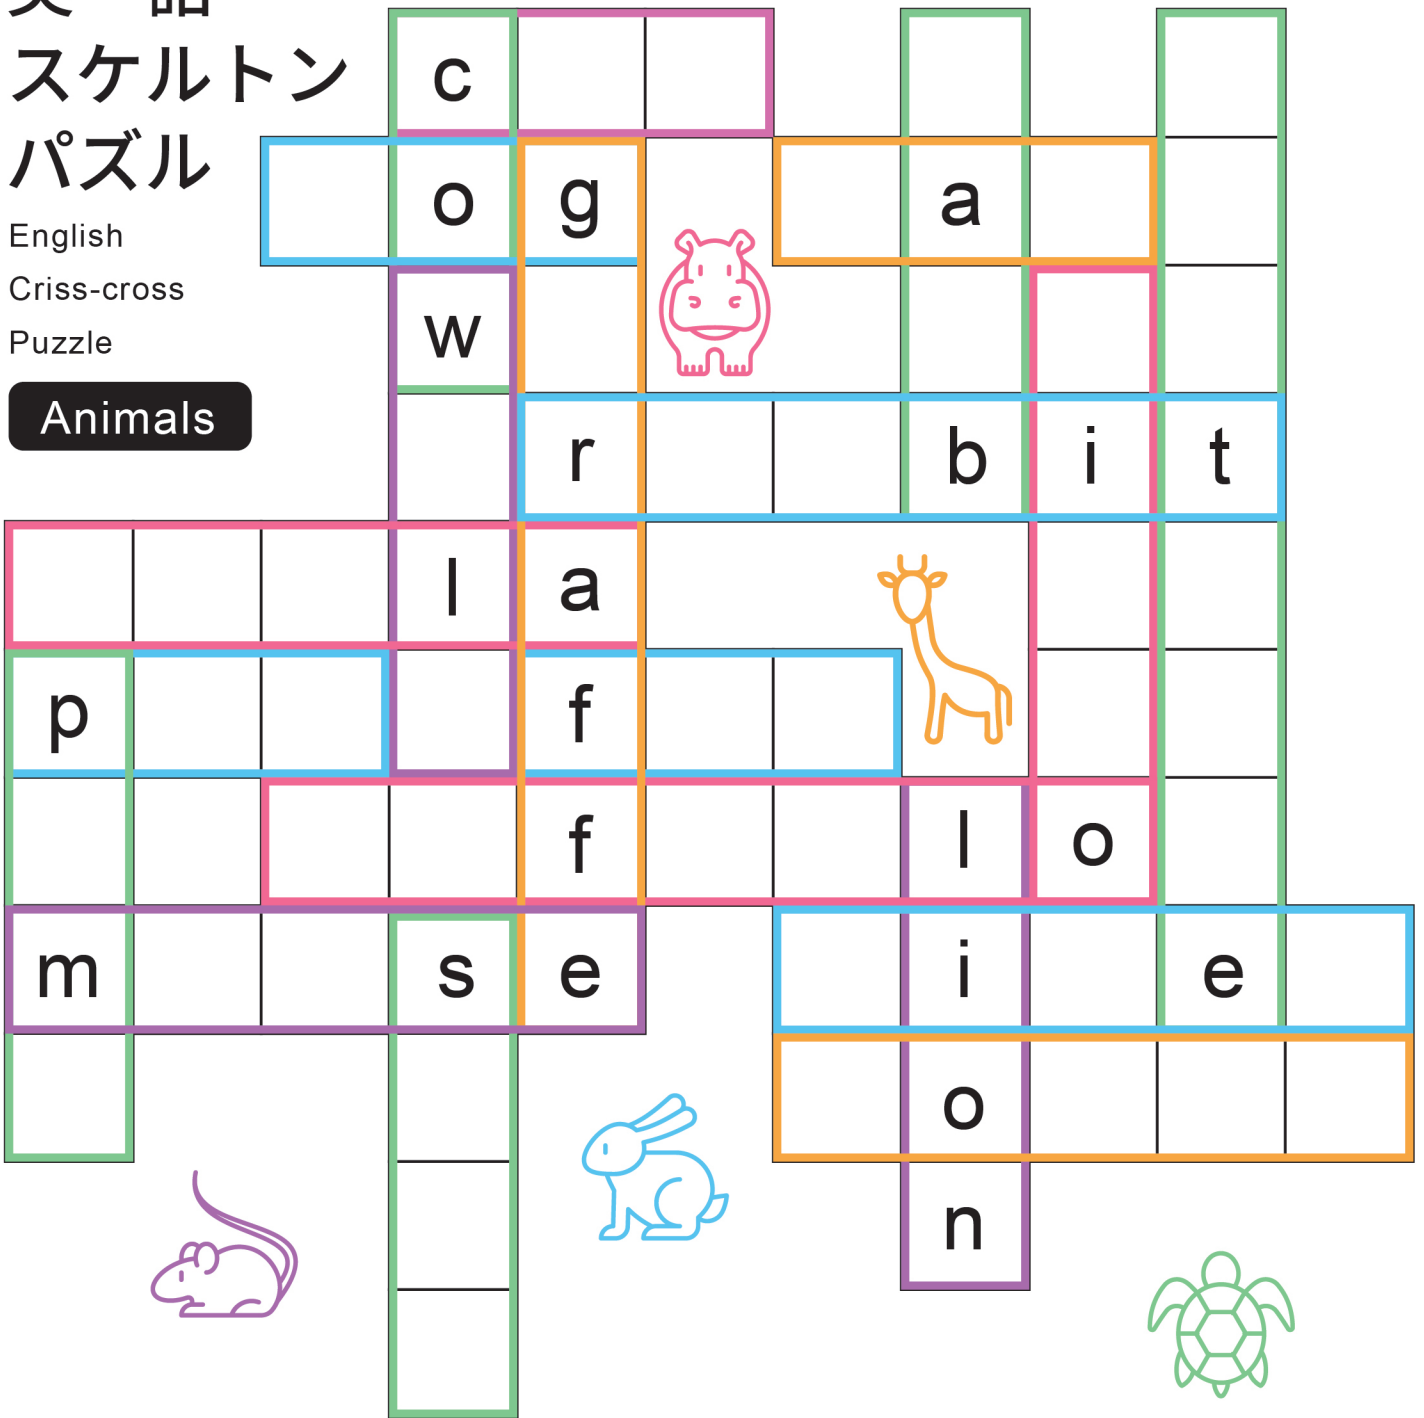 スケルトン
パズル
English
Criss-cross
Puzzle
Animals
c
o g a
w
r b i t
l a
p f
f l o
m s e i e
o
n